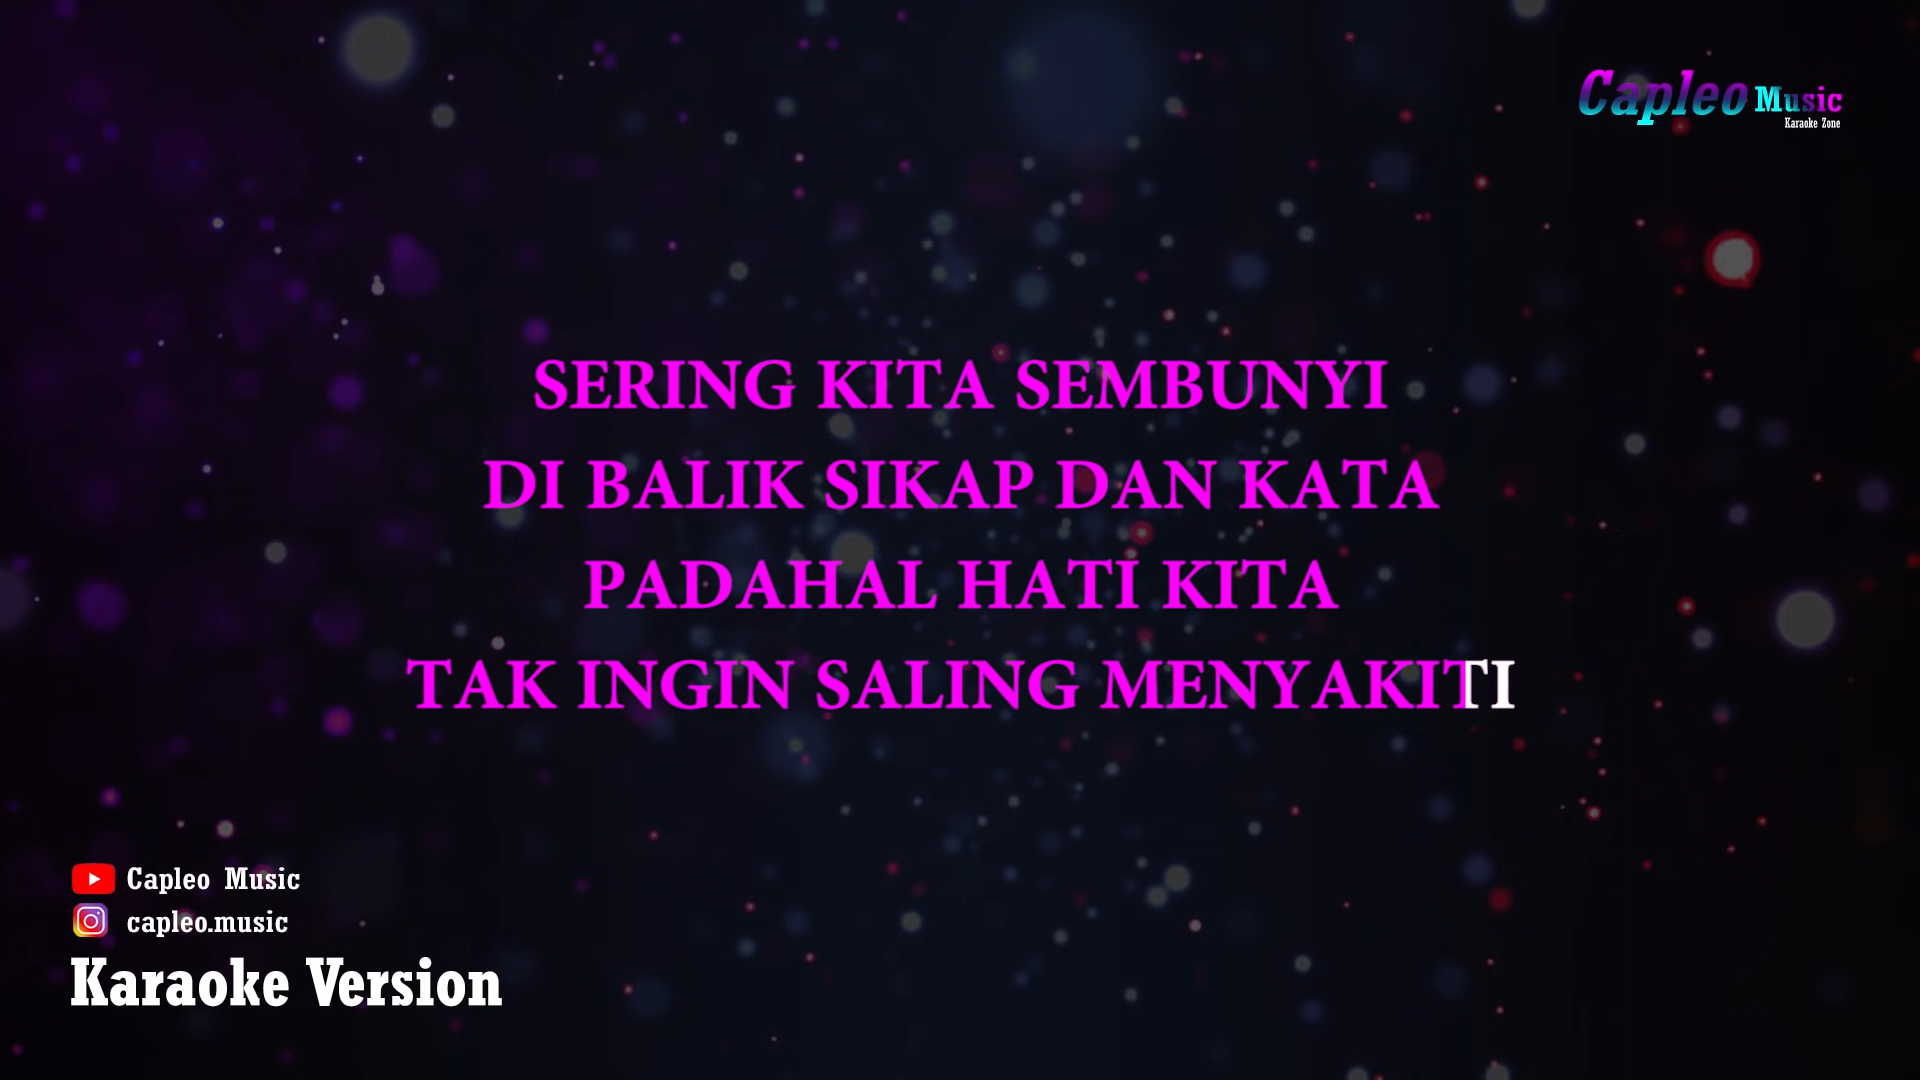 Capleo Music
Karaoke Zone
SERING KITA SEMBUNYI
DI BALIK SIKAP DAN KATA
PADAHAL HATI KITA
TAK INGIN SALING MENYAKITI
Capleo Music
capleo.music
Karaoke Version